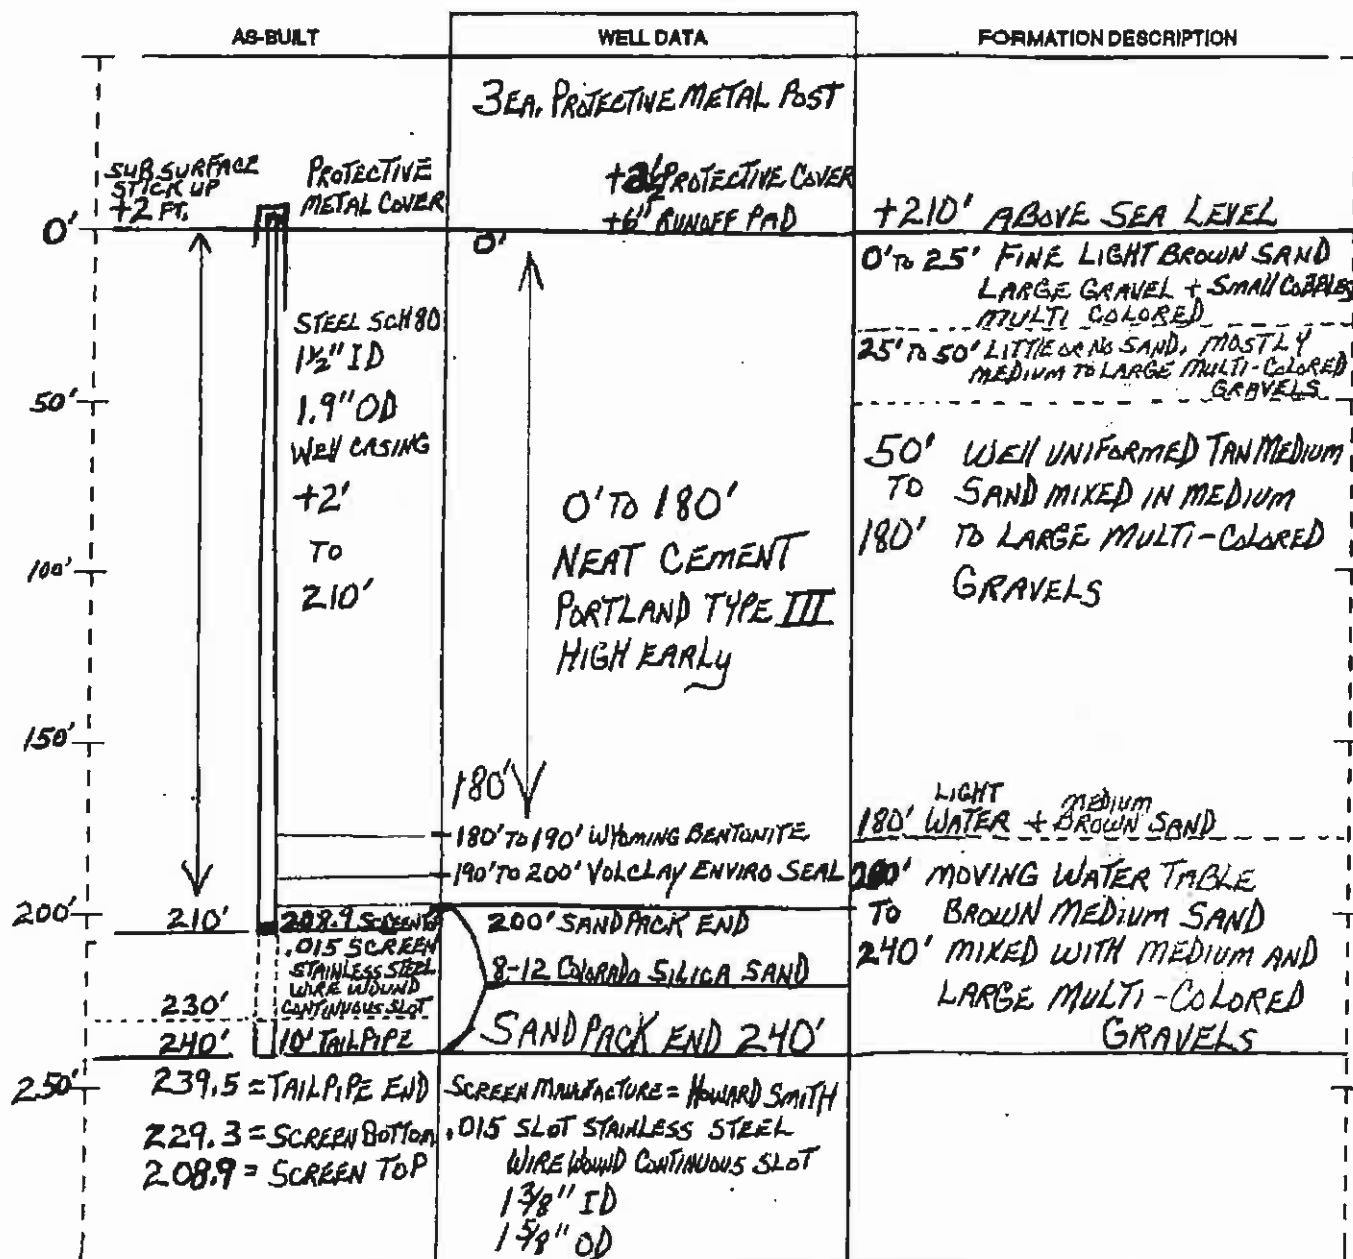 AS-BUILT
WELL DATA
FORMATION DESCRIPTION
3EA. PROTECTIVE METAL POST
SUB SURFACE
STICK UP
+2 FT.
PROTECTIVE
METAL COVER
+2½' PROTECTIVE COVER
+6" RUNOFF PAD
+210' ABOVE SEA LEVEL
0'
0'
0' TO 25' FINE LIGHT BROWN SAND
LARGE GRAVEL + SMALL COBBLES
MULTI COLORED
25' TO 50' LITTLE OR NO SAND, MOSTLY
MEDIUM TO LARGE MULTI-COLORED
GRAVELS
STEEL SCH 80
1½" ID
1.9" OD
WELL CASING
+2'
TO
210'
50'
100'
150'
200'
250'
0' TO 180'
NEAT CEMENT
PORTLAND TYPE III
HIGH EARLY
180'
50' WELL UNIFORMED TAN MEDIUM
TO SAND MIXED IN MEDIUM
180' TO LARGE MULTI-COLORED
GRAVELS
180' TO 190' WYOMING BENTONITE
190' TO 200' VOLCLAY ENVIRO SEAL
LIGHT MEDIUM
180' WATER + BROWN SAND
200' MOVING WATER TABLE
TO BROWN MEDIUM SAND
240' MIXED WITH MEDIUM AND
LARGE MULTI-COLORED
GRAVELS
210'
208.9 SCREEN
.015 SCREEN
STAINLESS STEEL
WIRE WOUND
CONTINUOUS SLOT
230'
240' 10' TAILPIPE
200' SANDPACK END
8-12 COLORADO SILICA SAND
SANDPACK END 240'
239.5 = TAILPIPE END
229.3 = SCREEN BOTTOM
208.9 = SCREEN TOP
SCREEN MANUFACTURE = HOWARD SMITH
.015 SLOT STAINLESS STEEL
WIRE WOUND CONTINUOUS SLOT
1 3/8" ID
1 5/8" OD